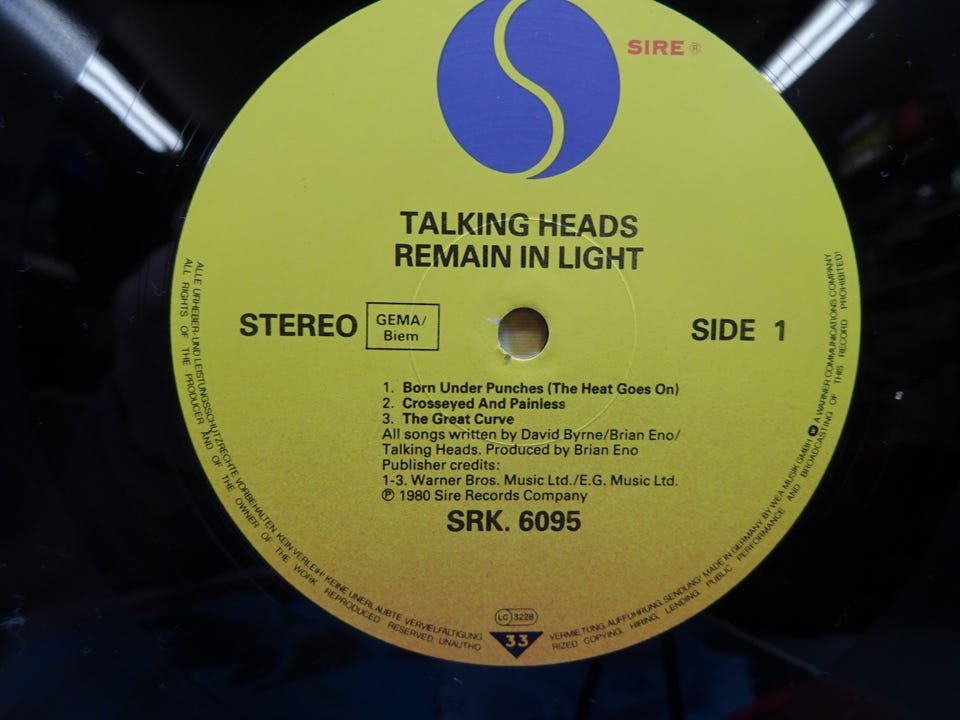 SIRE ®
TALKING HEADS
REMAIN IN LIGHT
STEREO
GEMA/
Biem
SIDE 1
1. Born Under Punches (The Heat Goes On)
2. Crosseyed And Painless
3. The Great Curve
All songs written by David Byrne/Brian Eno/
Talking Heads. Produced by Brian Eno
Publisher credits:
1-3. Warner Bros. Music Ltd./E.G. Music Ltd.
℗ 1980 Sire Records Company
SRK. 6095
LC 3228
33
ALLE URHEBER- UND LEISTUNGSSCHUTZRECHTE VORBEHALTEN KEIN VERLEIH! KEINE UNERLAUBTE VERVIELFÄLTIGUNG, VERMIETUNG, AUFFÜHRUNG, SENDUNG! MADE IN GERMANY BY WEA MUSIK GMBH A WARNER COMMUNICATIONS COMPANY
ALL RIGHTS OF THE PRODUCER AND OF THE OWNER OF THE WORK REPRODUCED RESERVED, UNAUTHORIZED COPYING, HIRING, LENDING, PUBLIC PERFORMANCE AND BROADCASTING OF THIS RECORD PROHIBITED!